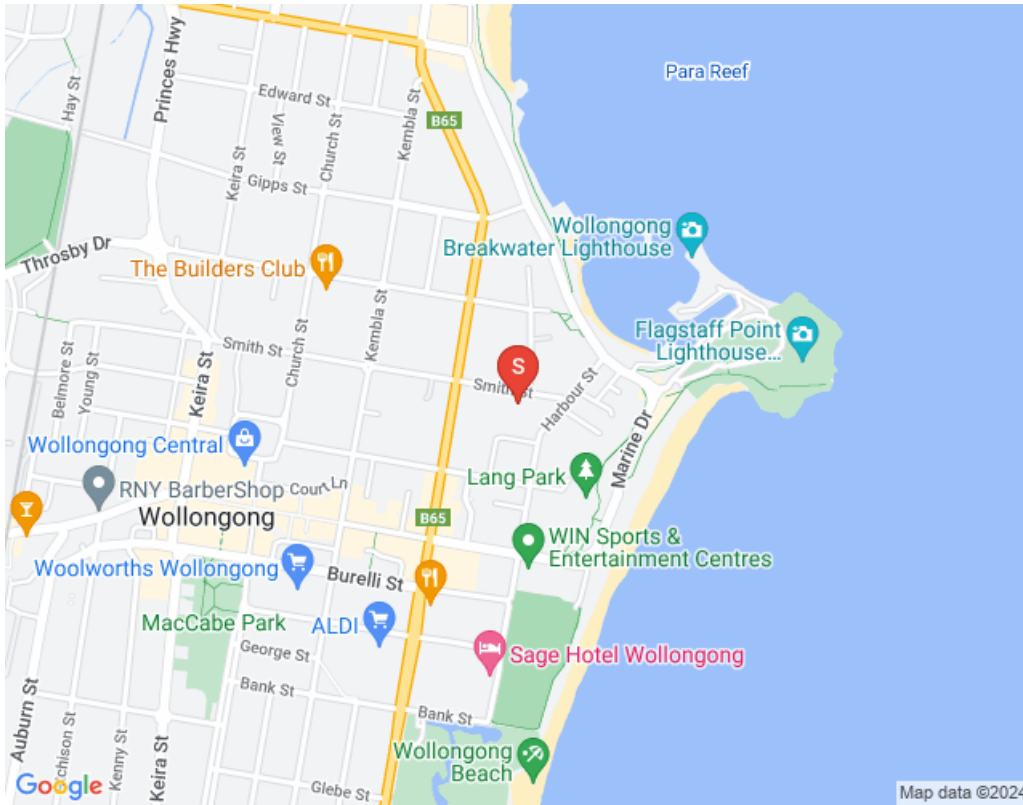 Para Reef
Hay St
Princes Hwy
Edward St
View St
Church St
Kembla St
B65
Keira St
Gipps St
Wollongong
Breakwater Lighthouse
Throsby Dr
The Builders Club
Kembla St
Flagstaff Point
Lighthouse...
Smith St
Church St
Belmore St
Young St
Keira St
S
Smith St
Harbour St
Marine Dr
Wollongong Central
Lang Park
RNY BarberShop
Court Ln
Wollongong
B65
WIN Sports &
Entertainment Centres
Woolworths Wollongong
Burelli St
MacCabe Park
ALDI
George St
Sage Hotel Wollongong
Bank St
Bank St
Auburn St
Kenny St
Keira St
Wollongong
Beach
Glebe St
Google
Map data ©2024